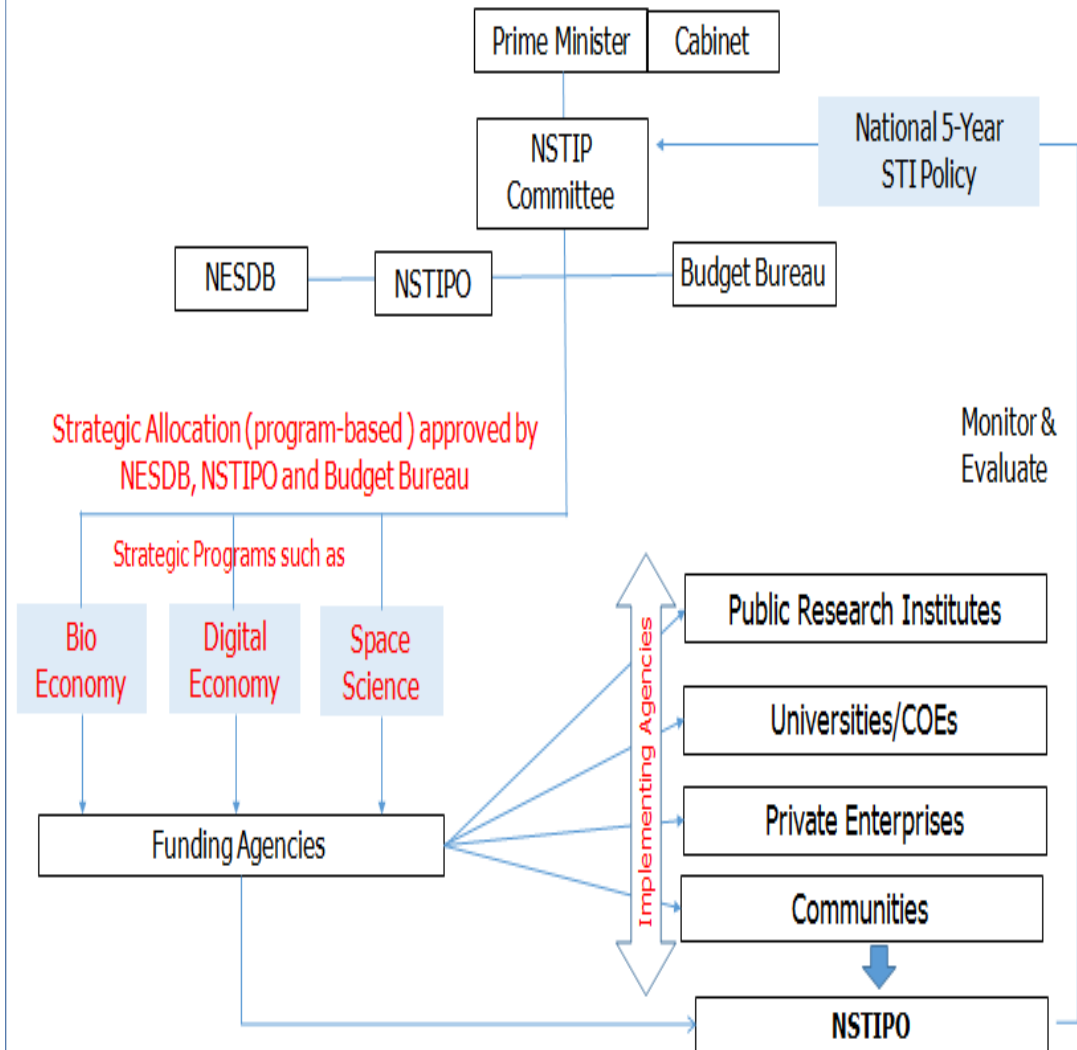 Prime Minister
Cabinet
NSTIP
Committee
National 5-Year
STI Policy
NESDB
NSTIPO
Budget Bureau
Strategic Allocation (program-based ) approved by
NESDB, NSTIPO and Budget Bureau
Monitor &
Evaluate
Strategic Programs such as
Bio
Economy
Digital
Economy
Space
Science
Implementing Agencies
Public Research Institutes
Universities/COEs
Private Enterprises
Communities
Funding Agencies
NSTIPO